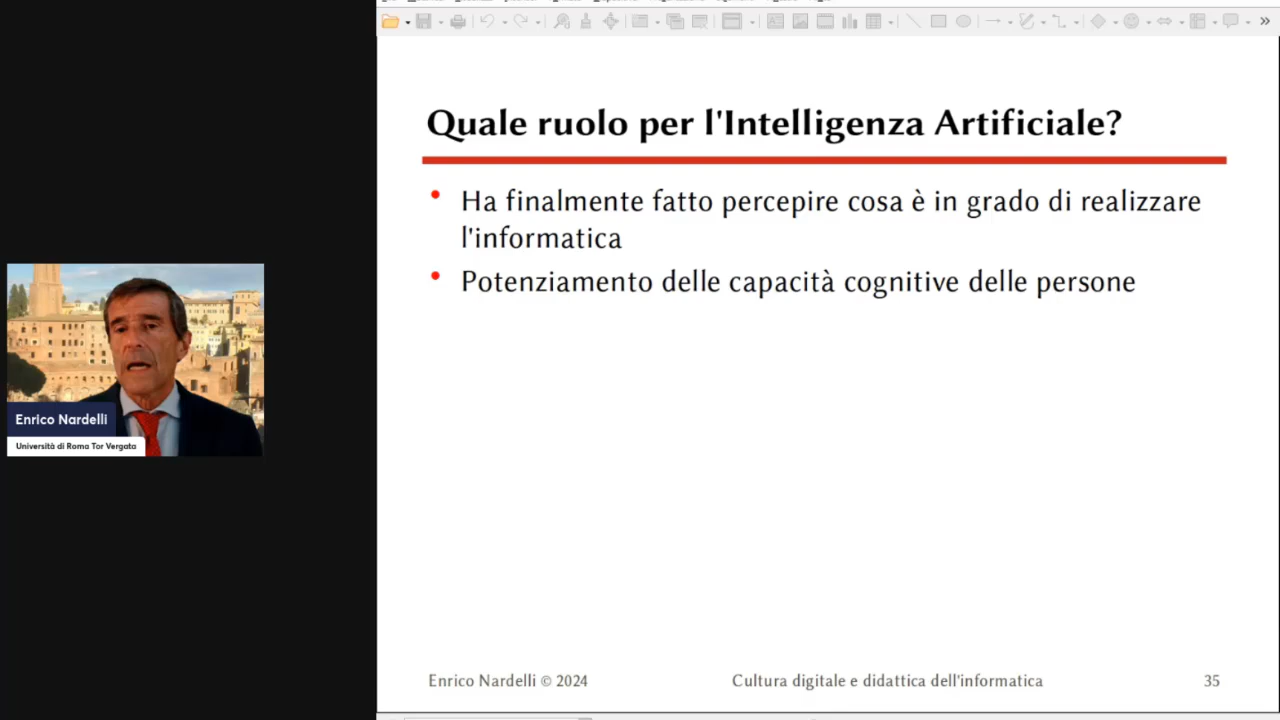 Quale ruolo per l'Intelligenza Artificiale?
Ha finalmente fatto percepire cosa è in grado di realizzare
l'informatica
Potenziamento delle capacità cognitive delle persone
Enrico Nardelli
Università di Roma Tor Vergata
Enrico Nardelli © 2024
Cultura digitale e didattica dell'informatica
35